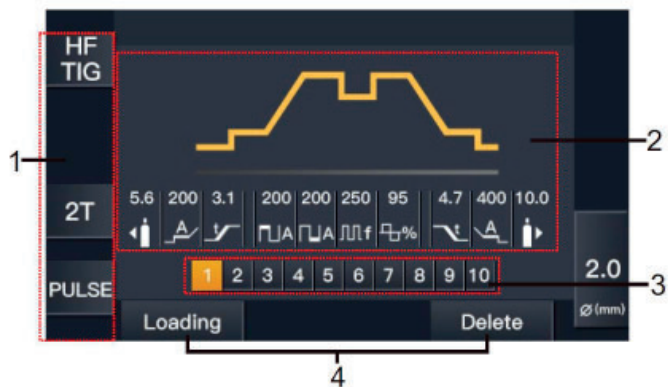 HF
TIG
1
2
5.6 200 3.1 200 200 250 95 4.7 400 10.0
A t A A f % t A
2T
1 2 3 4 5 6 7 8 9 10
2.0
3
PULSE
ø (mm)
Loading Delete
4